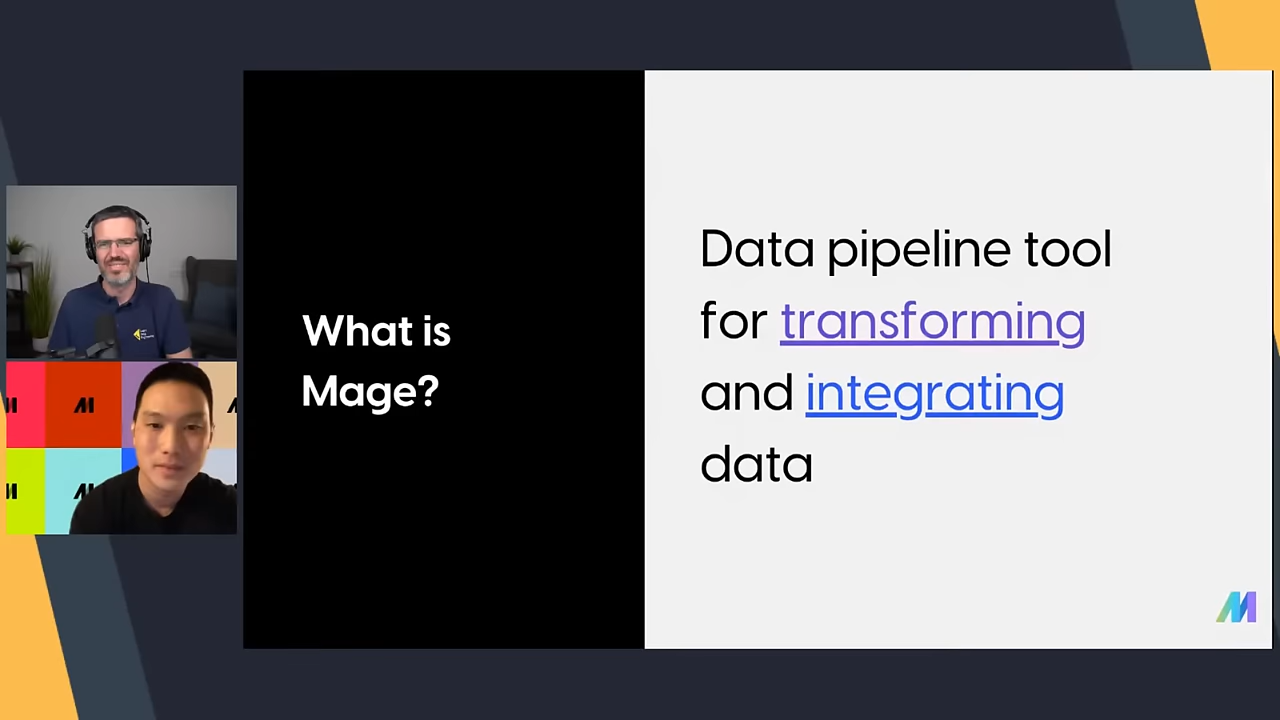 What is
Mage?
Data pipeline tool
for transforming
and integrating
data